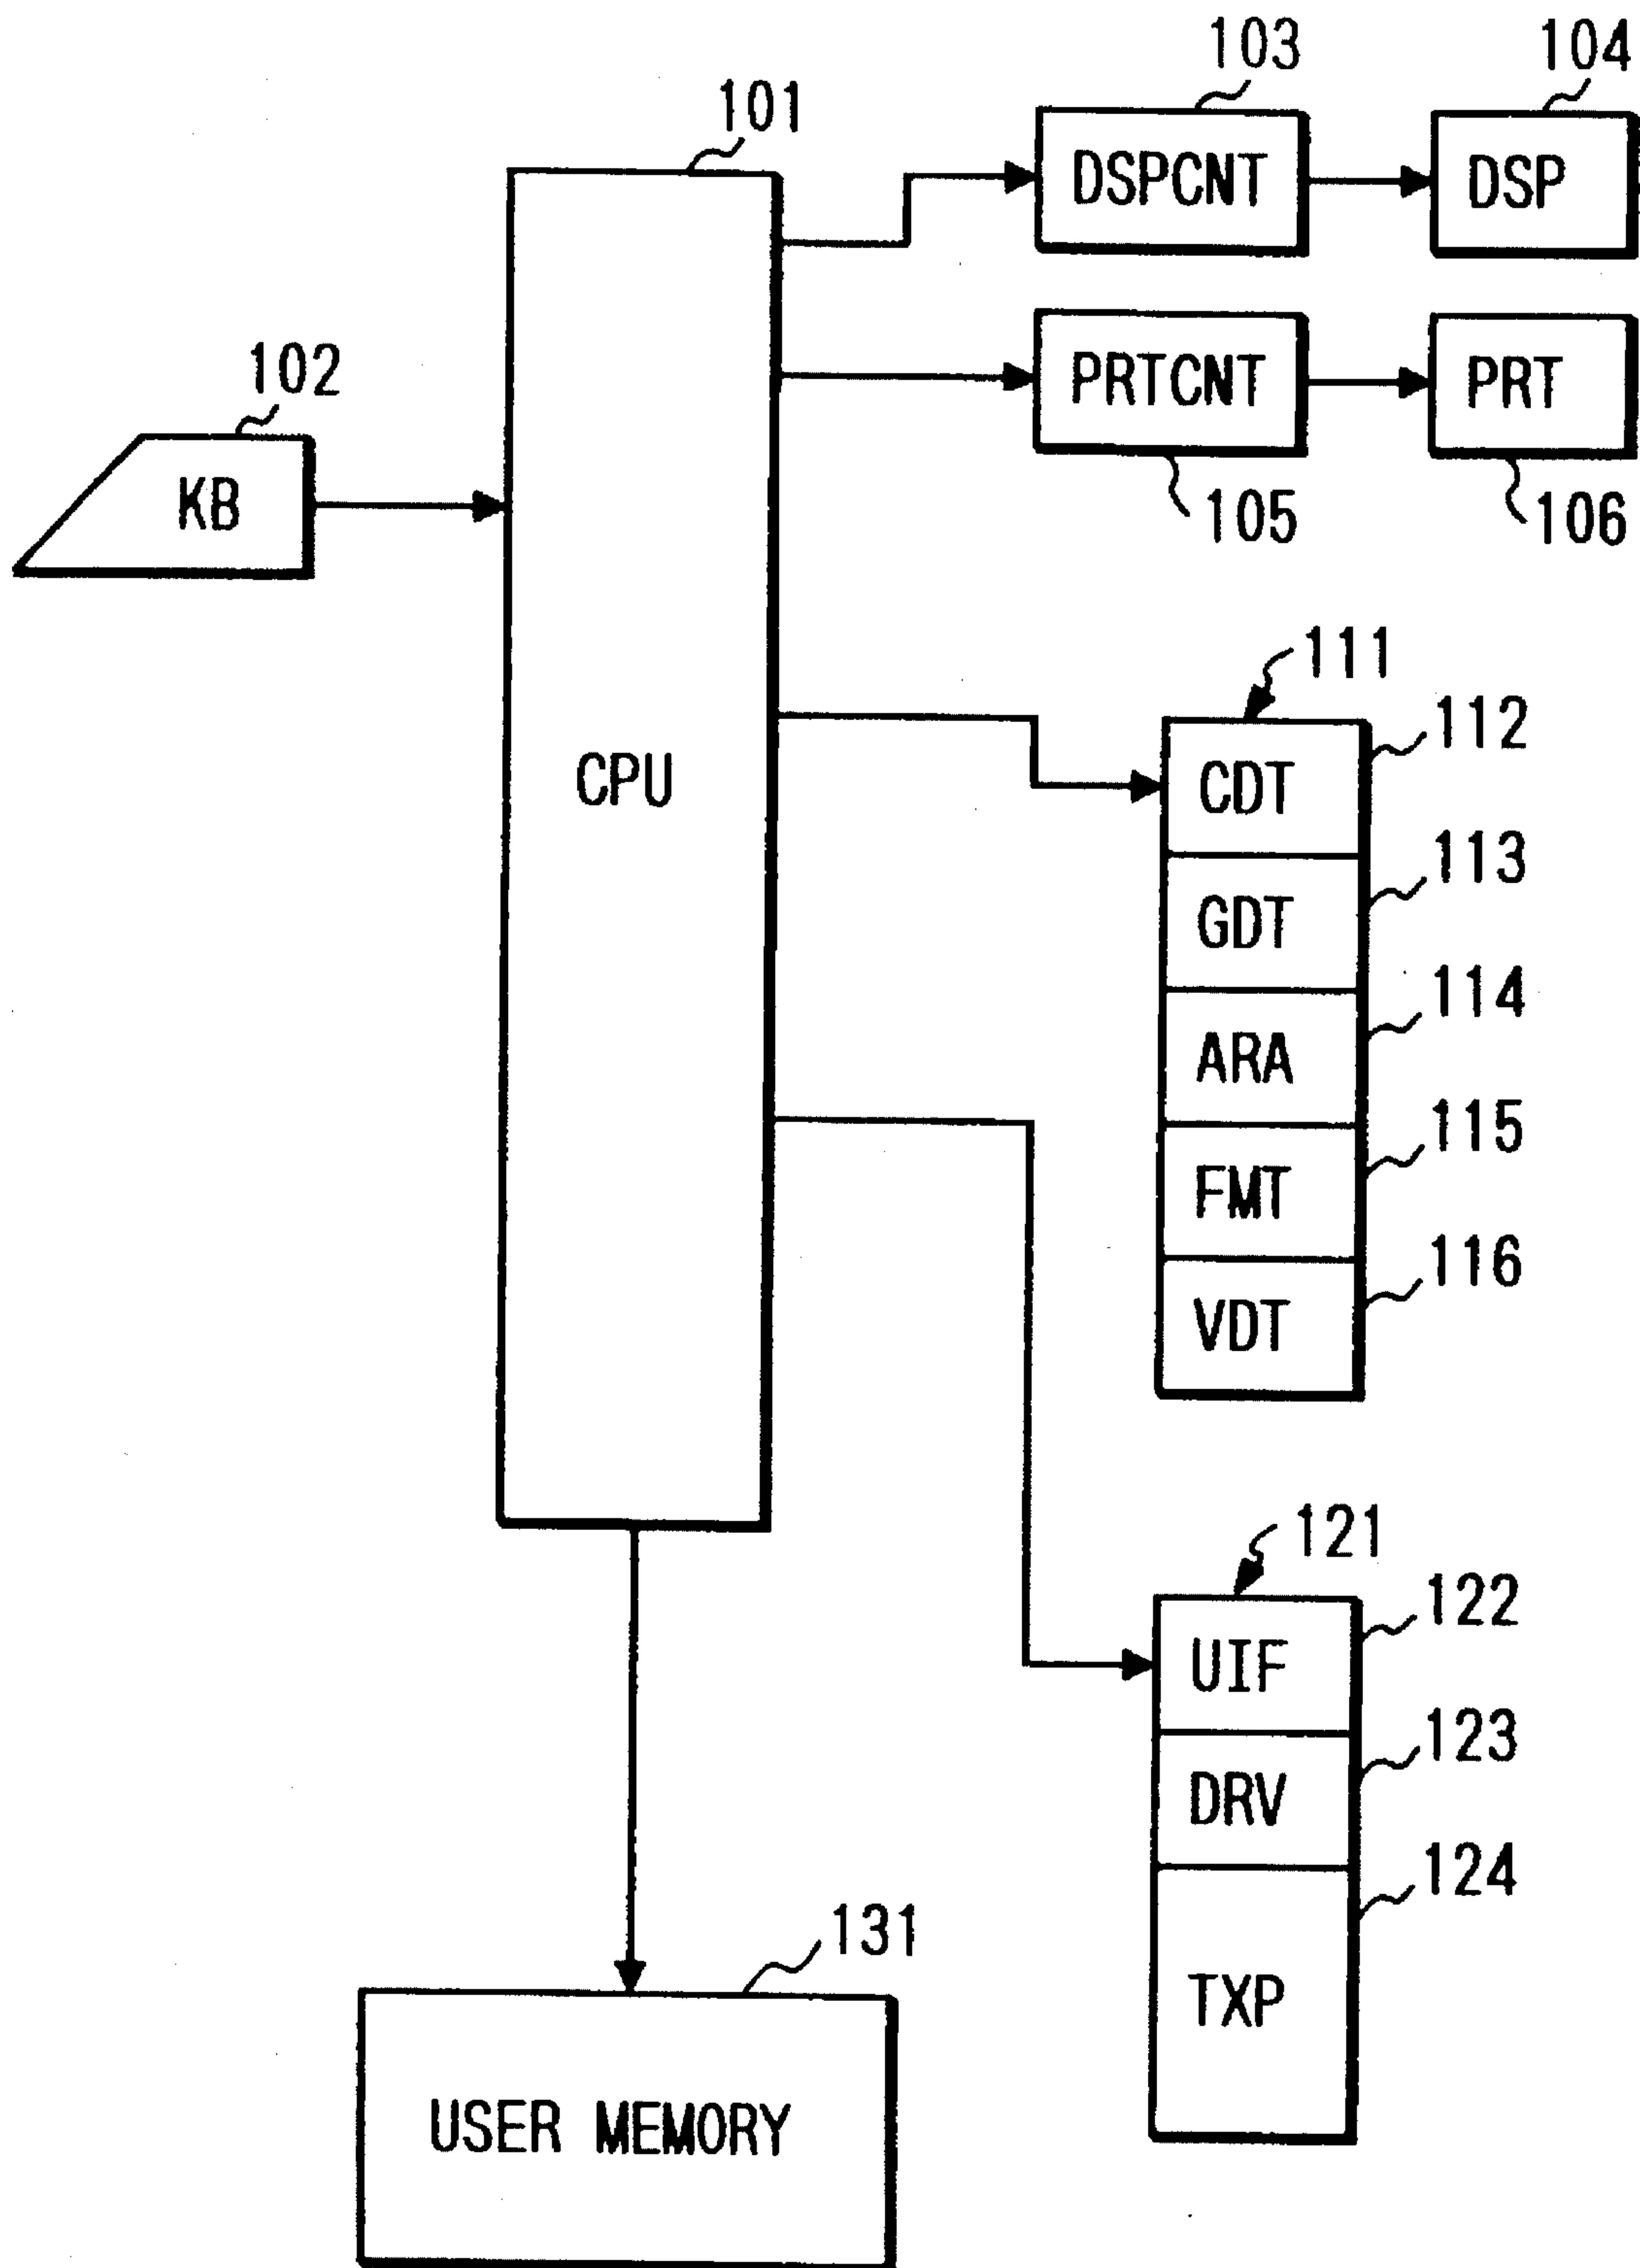 103
104
101
DSPCNT
DSP
102
PRTCNT
PRT
KB
105
106
111
112
CPU
CDT
113
GDT
114
ARA
115
FMT
116
VDT
121
122
UIF
123
DRV
124
131
TXP
USER MEMORY